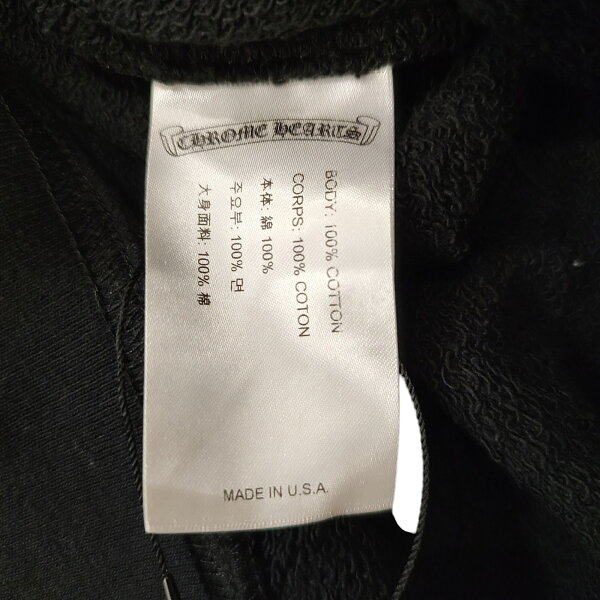 CHROME HEARTS
BODY: 100% COTTON
CORPS: 100% COTON
本体: 綿 100%
주요부: 100% 면
大身面料: 100% 棉
MADE IN U.S.A.